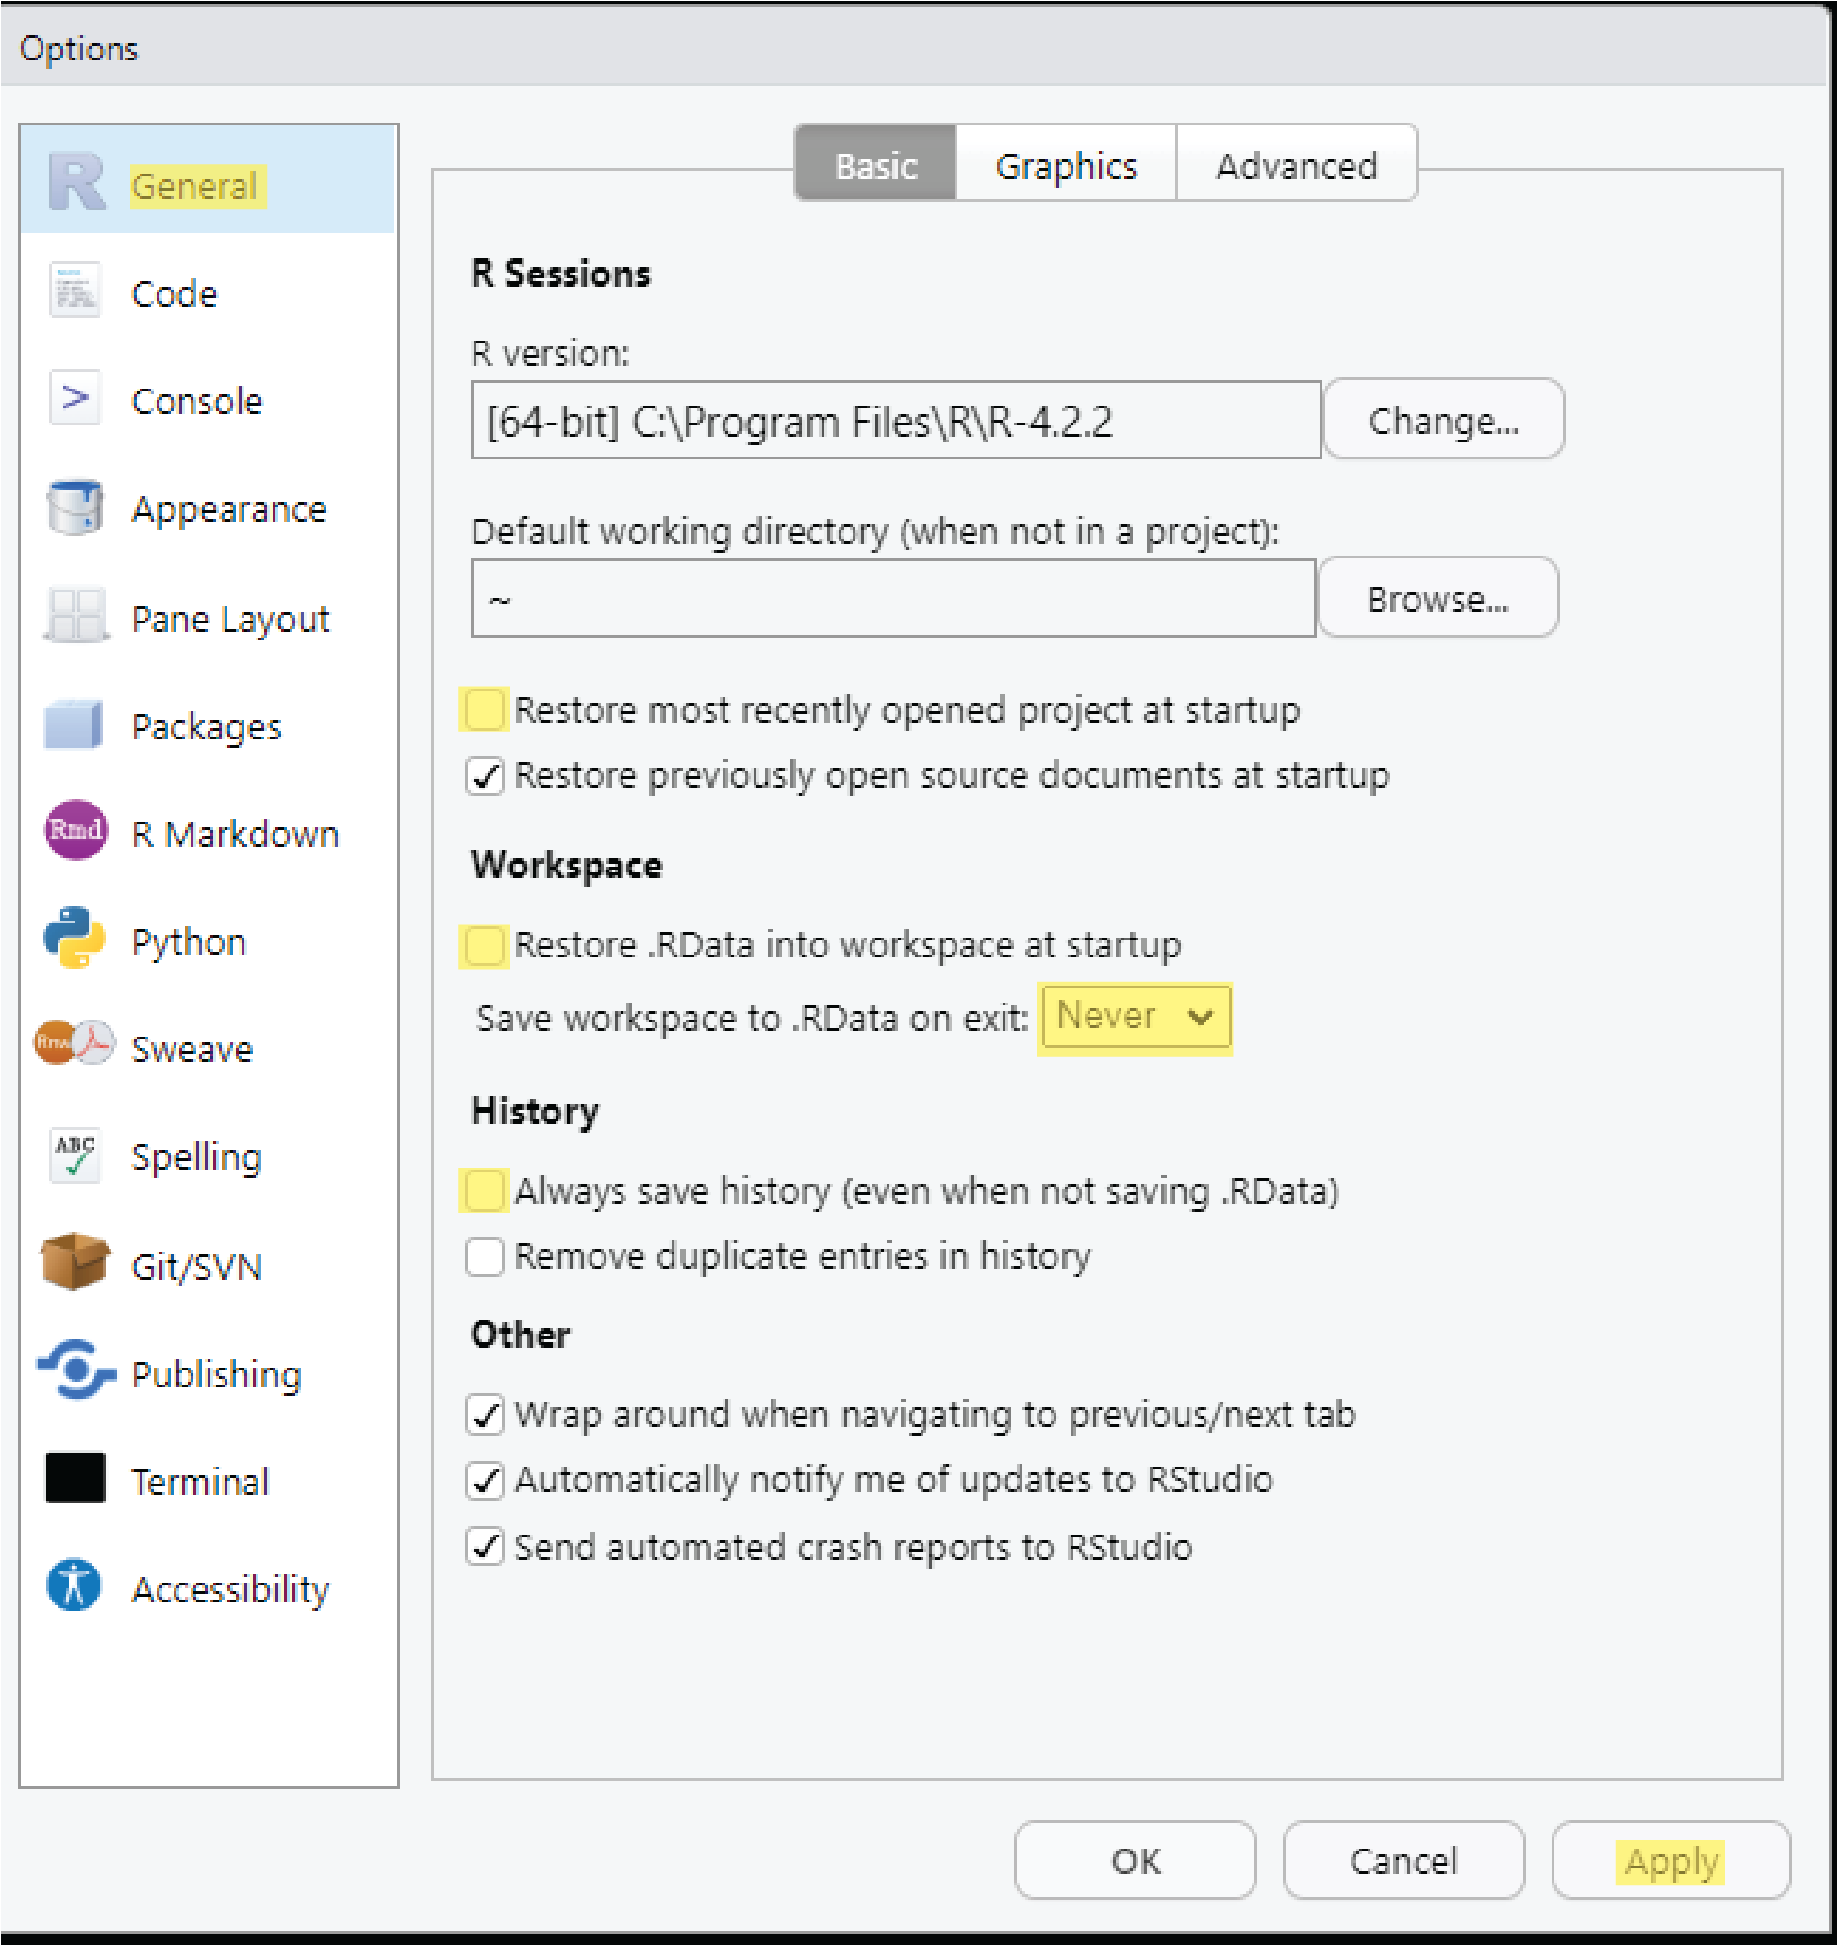 Options
General
Code
Console
Appearance
Pane Layout
Packages
Rmd
R Markdown
Python
Rnw
Sweave
ABC
Spelling
Git/SVN
Publishing
Terminal
Accessibility
Basic Graphics Advanced
R Sessions
R version:
[64-bit] C:\Program Files\R\R-4.2.2 Change...
Default working directory (when not in a project):
~ Browse...
Restore most recently opened project at startup
Restore previously open source documents at startup
Workspace
Restore .RData into workspace at startup
Save workspace to .RData on exit: Never
History
Always save history (even when not saving .RData)
Remove duplicate entries in history
Other
Wrap around when navigating to previous/next tab
Automatically notify me of updates to RStudio
Send automated crash reports to RStudio
OK Cancel Apply